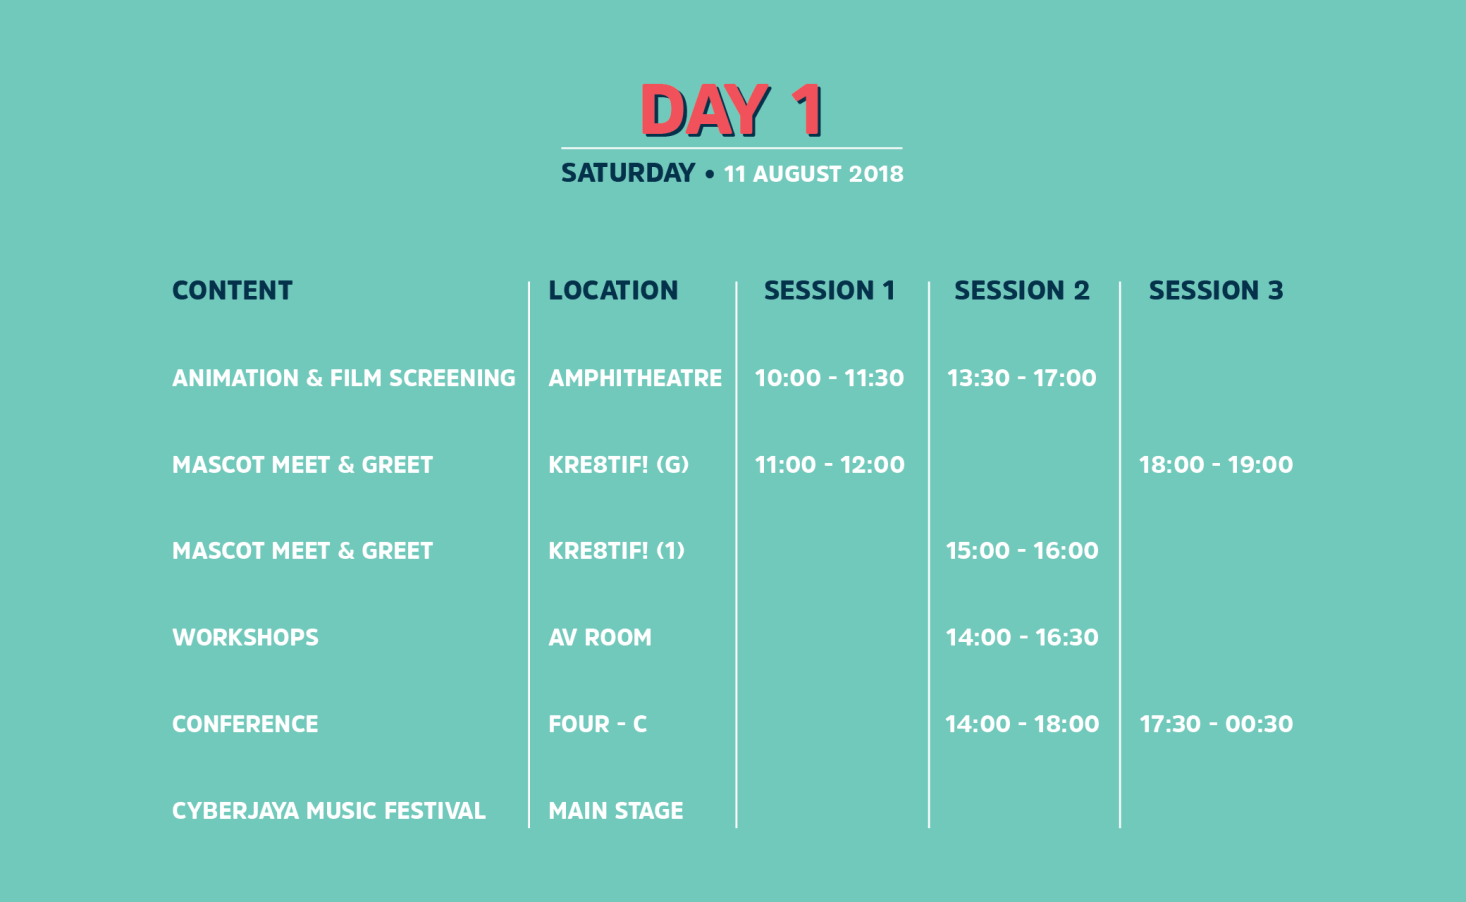 DAY 1
SATURDAY • 11 AUGUST 2018
CONTENT LOCATION SESSION 1 SESSION 2 SESSION 3
ANIMATION & FILM SCREENING AMPHITHEATRE 10:00 - 11:30 13:30 - 17:00
MASCOT MEET & GREET KRE8TIF! (G) 11:00 - 12:00 18:00 - 19:00
MASCOT MEET & GREET KRE8TIF! (1) 15:00 - 16:00
WORKSHOPS AV ROOM 14:00 - 16:30
CONFERENCE FOUR - C 14:00 - 18:00 17:30 - 00:30
CYBERJAYA MUSIC FESTIVAL MAIN STAGE